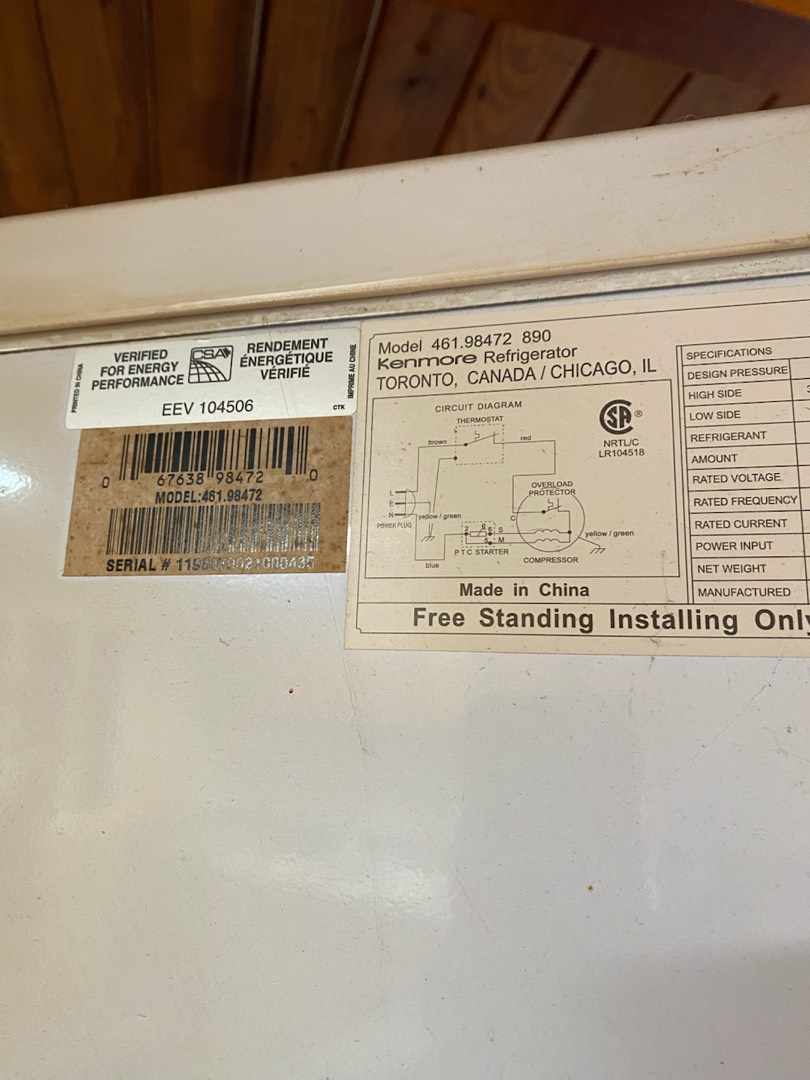 VERIFIED
FOR ENERGY
PERFORMANCE
CSA
RENDEMENT
ÉNERGÉTIQUE
VÉRIFIÉ
PRINTED IN CHINA
IMPRIMÉ AU CHINE
EEV 104506
CTK
0 67638 98472 0
MODEL:461.98472
SERIAL #
Model 461.98472 890
Kenmore Refrigerator
TORONTO, CANADA / CHICAGO, IL
CIRCUIT DIAGRAM
THERMOSTAT
brown
red
NRTL/C
LR104518
OVERLOAD
PROTECTOR
L
E
N
POWER PLUG
yellow / green
C
2 6
5
S
M
yellow / green
PTC STARTER
COMPRESSOR
blue
Made in China
Free Standing Installing Only
SPECIFICATIONS
DESIGN PRESSURE
HIGH SIDE
LOW SIDE
REFRIGERANT
AMOUNT
RATED VOLTAGE
RATED FREQUENCY
RATED CURRENT
POWER INPUT
NET WEIGHT
MANUFACTURED